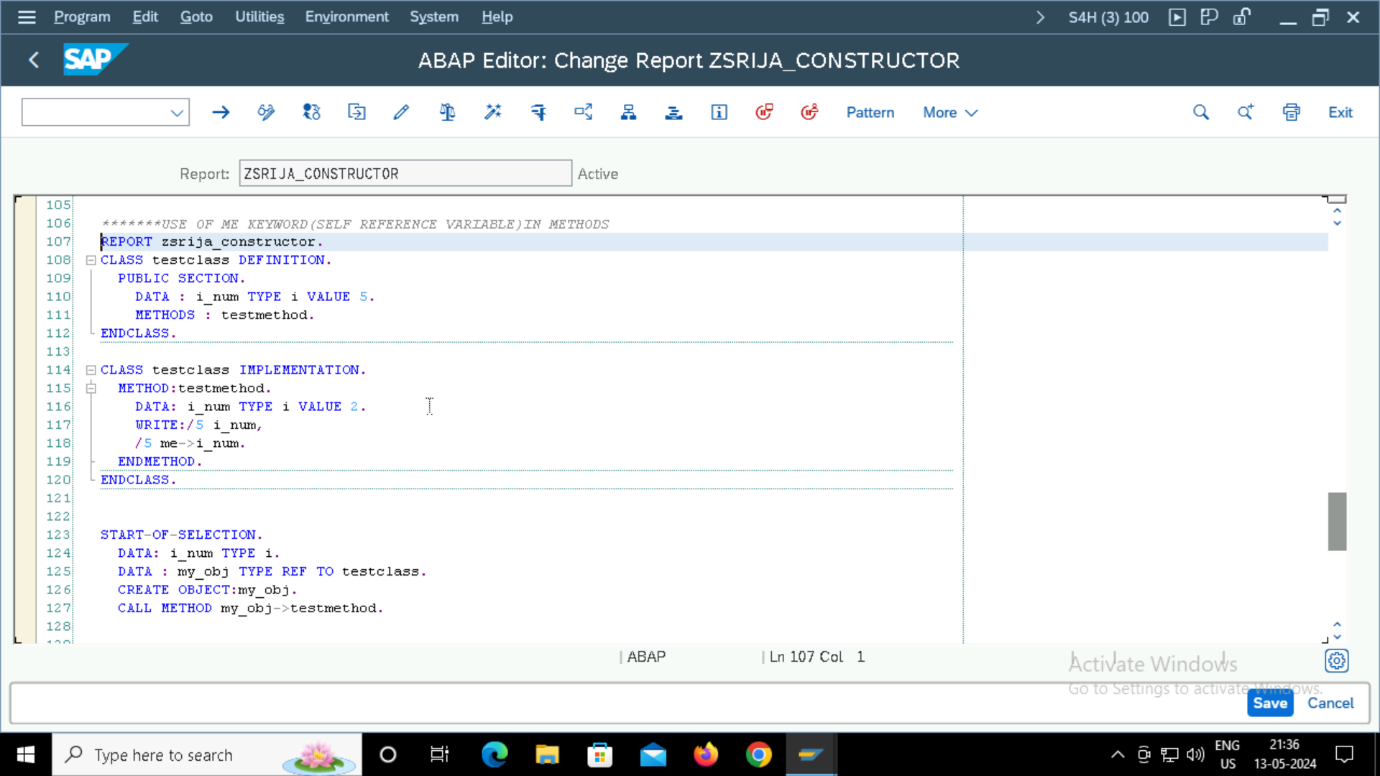 Program Edit Goto Utilities Environment System Help S4H (3) 100
SAP ABAP Editor: Change Report ZSRIJA_CONSTRUCTOR
Pattern More Exit
Report: ZSRIJA_CONSTRUCTOR Active
105
106 *******USE OF ME KEYWORD(SELF REFERENCE VARIABLE)IN METHODS
107 REPORT zsrija_constructor.
108 CLASS testclass DEFINITION.
109 PUBLIC SECTION.
110 DATA : i_num TYPE i VALUE 5.
111 METHODS : testmethod.
112 ENDCLASS.
113
114 CLASS testclass IMPLEMENTATION.
115 METHOD:testmethod.
116 DATA: i_num TYPE i VALUE 2.
117 WRITE:/5 i_num,
118 /5 me->i_num.
119 ENDMETHOD.
120 ENDCLASS.
121
122
123 START-OF-SELECTION.
124 DATA: i_num TYPE i.
125 DATA : my_obj TYPE REF TO testclass.
126 CREATE OBJECT:my_obj.
127 CALL METHOD my_obj->testmethod.
128
ABAP Ln 107 Col 1
Activate Windows
Go to Settings to activate Windows.
Save Cancel
Type here to search
ENG
US
21:36
13-05-2024